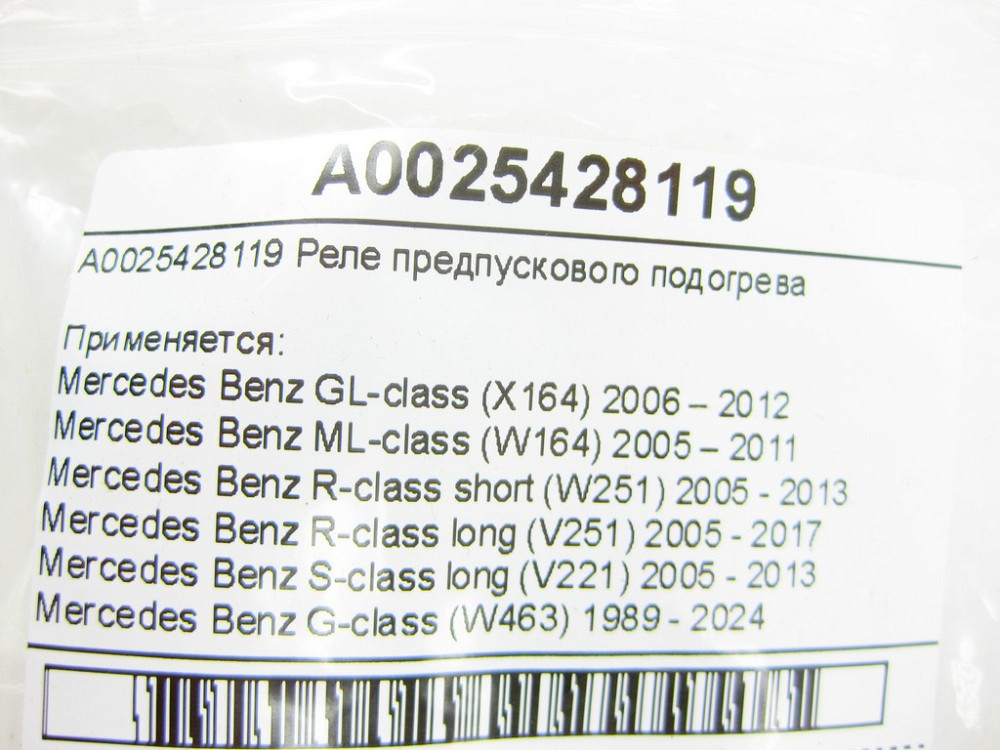 A0025428119
A0025428119 Реле предпускового подогрева
Применяется:
Mercedes Benz GL-class (X164) 2006 – 2012
Mercedes Benz ML-class (W164) 2005 – 2011
Mercedes Benz R-class short (W251) 2005 - 2013
Mercedes Benz R-class long (V251) 2005 - 2017
Mercedes Benz S-class long (V221) 2005 - 2013
Mercedes Benz G-class (W463) 1989 - 2024